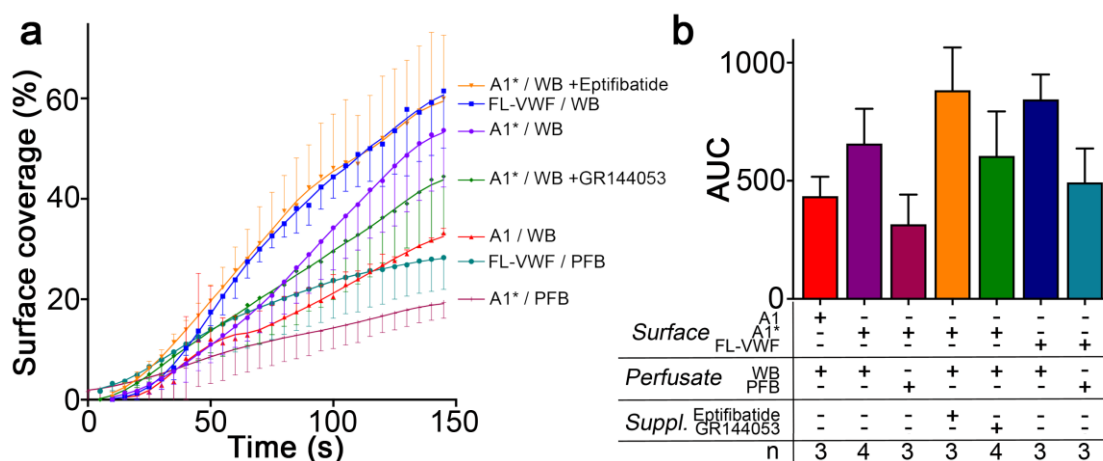 a
Surface coverage (%)
60
40
20
0
0
50
100
150
Time (s)
A1* / WB +Eptifibatide
FL-VWF / WB
A1* / WB
A1* / WB +GR144053
A1 / WB
FL-VWF / PFB
A1* / PFB
b
AUC
1000
500
0
Surface
A1 + - - - - - -
A1* - + + + + - -
FL-VWF - - - - - + +
Perfusate
WB + + - + + + -
PFB - - + - - - +
Suppl.
Eptifibatide - - - + - - -
GR144053 - - - - + - -
n 3 4 3 3 4 3 3